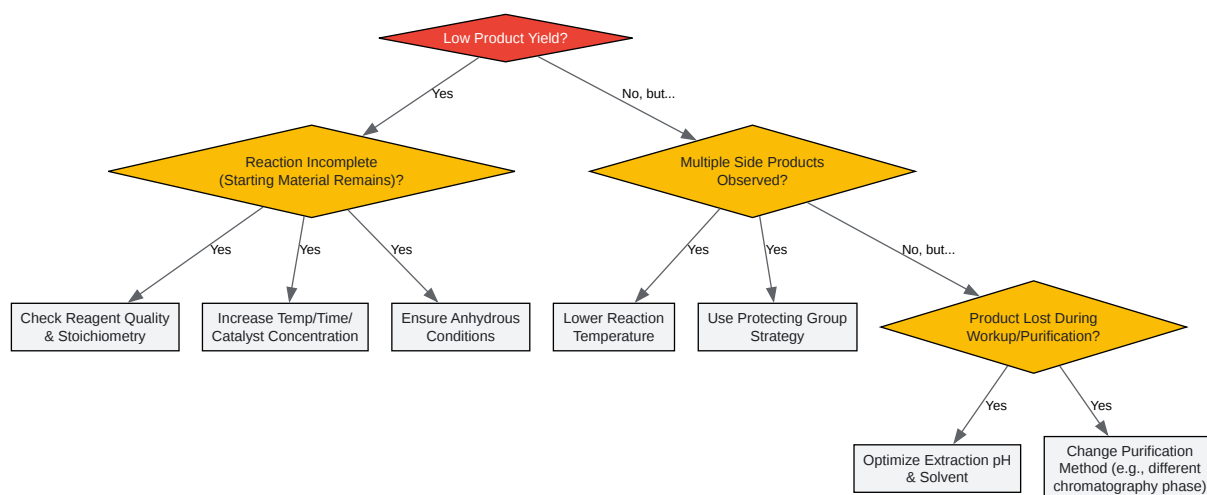 Low Product Yield?
Yes
No, but...
Reaction Incomplete
(Starting Material Remains)?
Multiple Side Products
Observed?
Yes
Yes
Yes
Yes
Yes
No, but...
Check Reagent Quality
& Stoichiometry
Increase Temp/Time/
Catalyst Concentration
Ensure Anhydrous
Conditions
Lower Reaction
Temperature
Use Protecting Group
Strategy
Product Lost During
Workup/Purification?
Yes
Yes
Optimize Extraction pH
& Solvent
Change Purification
Method (e.g., different
chromatography phase)